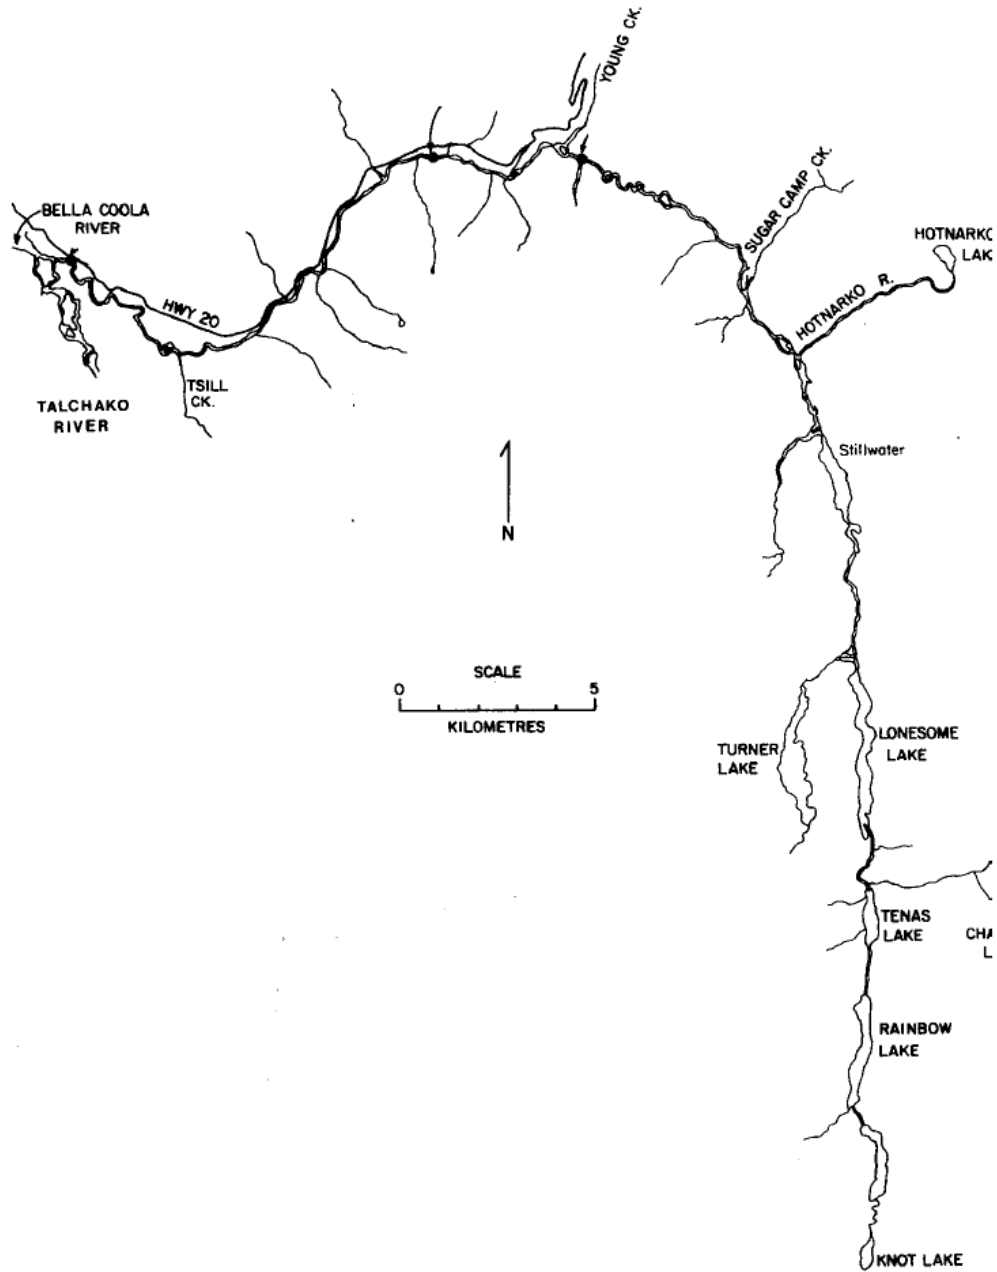 YOUNG CK.
SUGAR CAMP CK.
BELLA COOLA
RIVER
HOTNARKO
LAK
HOTNARKO R.
HWY 20
TSILL
CK.
TALCHAKO
RIVER
Stillwater
N
SCALE
0 5
KILOMETRES
TURNER
LAKE
LONESOME
LAKE
TENAS
LAKE
CHA
L
RAINBOW
LAKE
KNOT LAKE